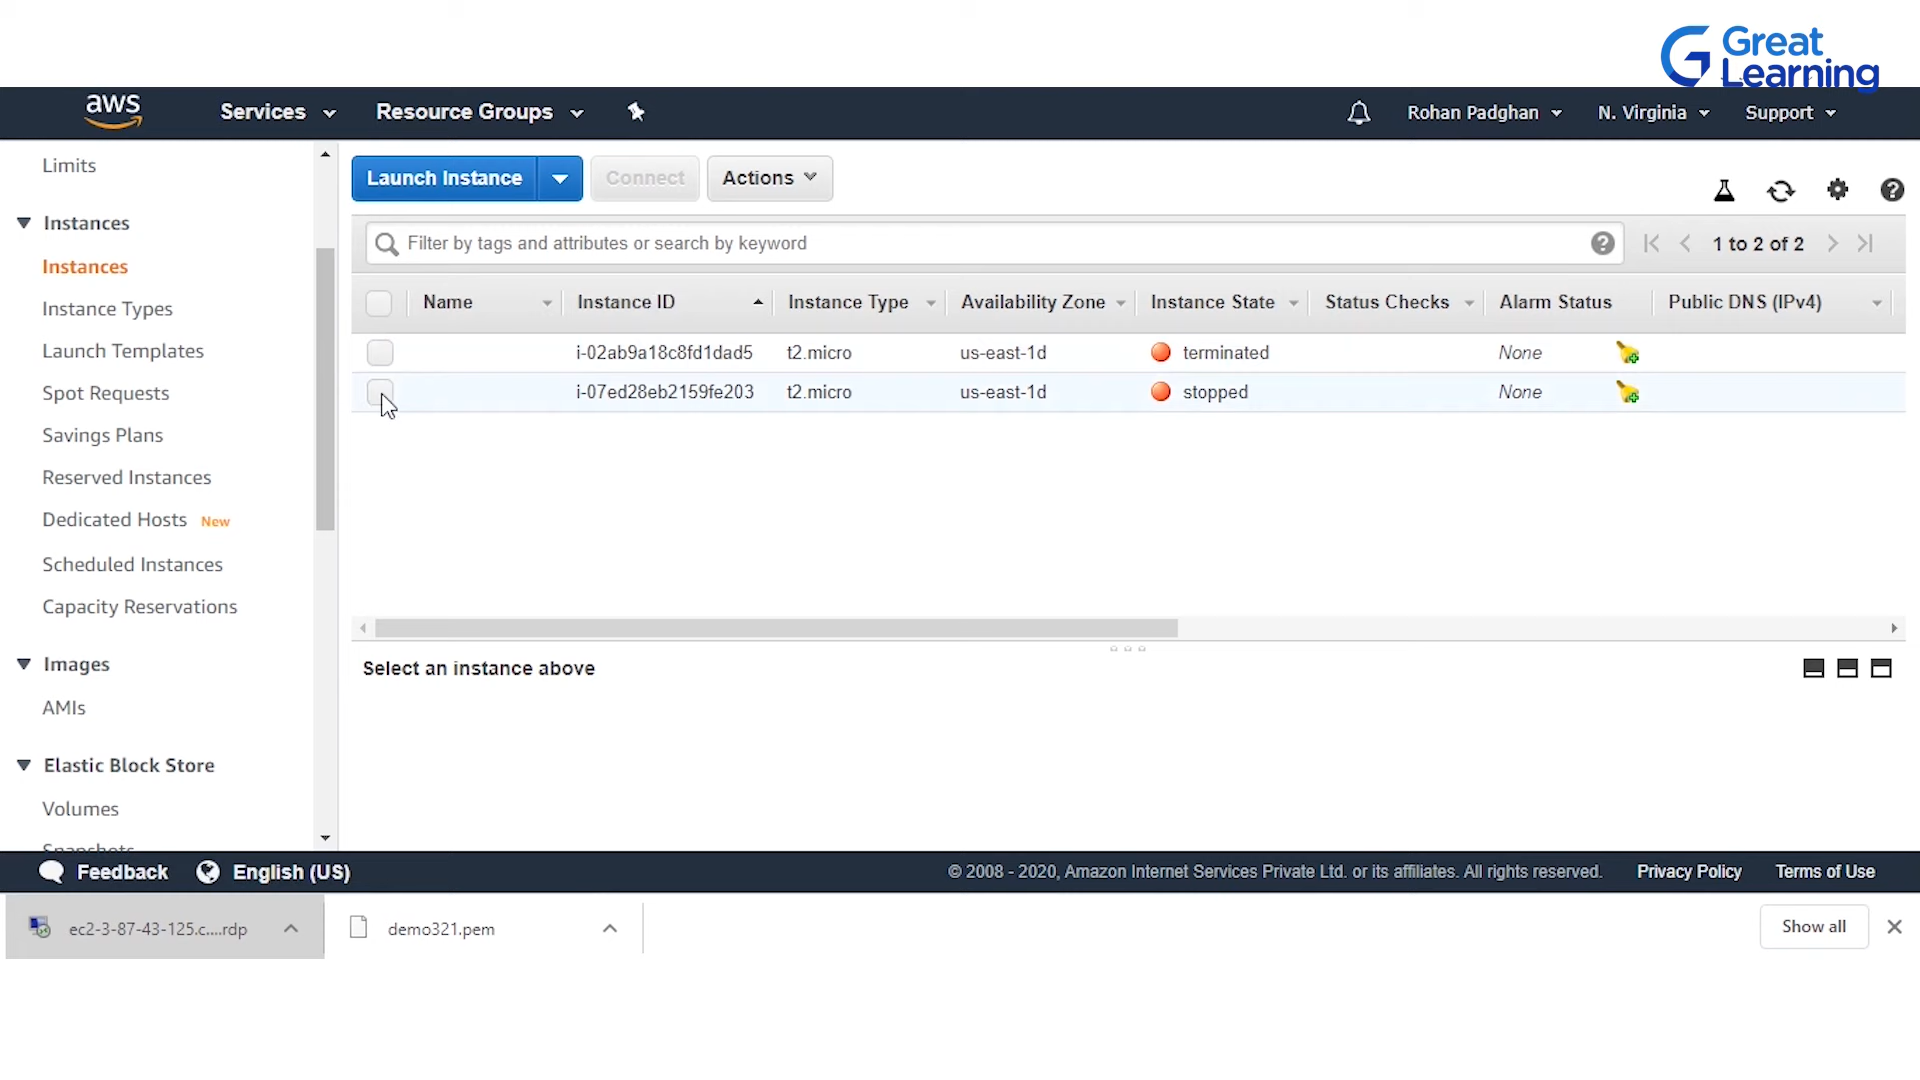 Great
Learning
aws Services Resource Groups Rohan Padghan N. Virginia Support
Limits
Instances
Instances
Instance Types
Launch Templates
Spot Requests
Savings Plans
Reserved Instances
Dedicated Hosts New
Scheduled Instances
Capacity Reservations
Images
AMIs
Elastic Block Store
Volumes
Snapshots
Launch Instance Connect Actions
Filter by tags and attributes or search by keyword 1 to 2 of 2
Name Instance ID Instance Type Availability Zone Instance State Status Checks Alarm Status Public DNS (IPv4)
i-02ab9a18c8fd1dad5 t2.micro us-east-1d terminated None
i-07ed28eb2159fe203 t2.micro us-east-1d stopped None
Select an instance above
Feedback English (US) © 2008 - 2020, Amazon Internet Services Private Ltd. or its affiliates. All rights reserved. Privacy Policy Terms of Use
ec2-3-87-43-125.c....rdp demo321.pem Show all